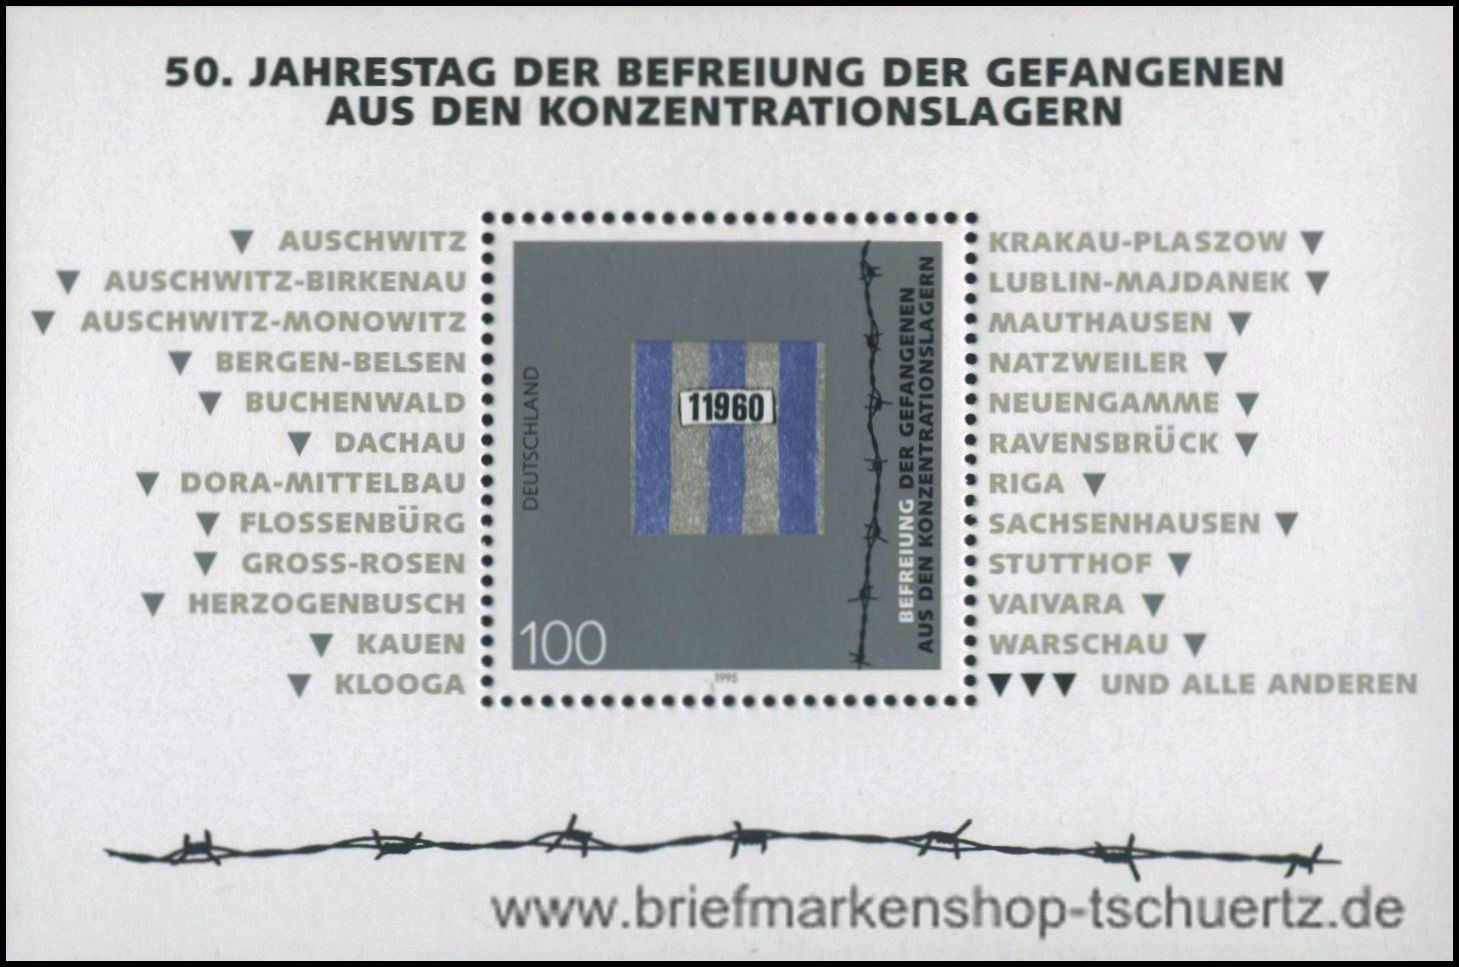 50. JAHRESTAG DER BEFREIUNG DER GEFANGENEN
AUS DEN KONZENTRATIONSLAGERN
AUSCHWITZ
AUSCHWITZ-BIRKENAU
AUSCHWITZ-MONOWITZ
BERGEN-BELSEN
BUCHENWALD
DACHAU
DORA-MITTELBAU
FLOSSENBÜRG
GROSS-ROSEN
HERZOGENBUSCH
KAUEN
KLOOGA
DEUTSCHLAND
11960
100
BEFREIUNG DER GEFANGENEN
AUS DEN KONZENTRATIONSLAGERN
1995
KRAKAU-PLASZOW
LUBLIN-MAJDANEK
MAUTHAUSEN
NATZWEILER
NEUENGAMME
RAVENSBRÜCK
RIGA
SACHSENHAUSEN
STUTTHOF
VAIVARA
WARSCHAU
UND ALLE ANDEREN
www.briefmarkenshop-tschuertz.de